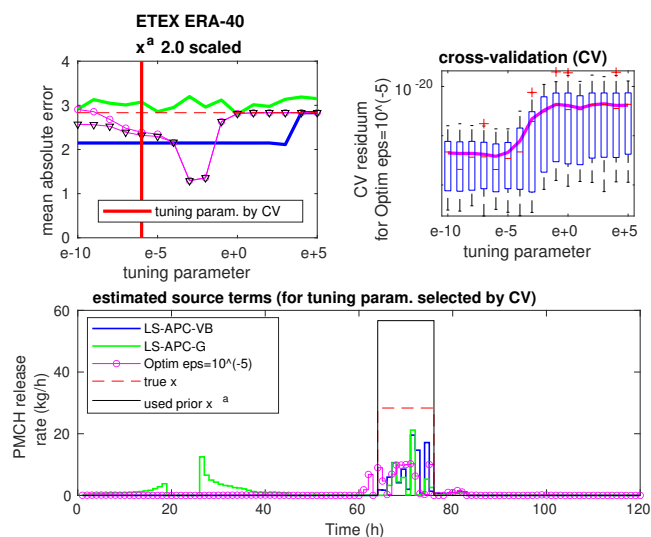 ETEX ERA-40
x^a 2.0 scaled
mean absolute error
4
3
2
1
0
tuning param. by CV
e-10
e-5
e+0
e+5
tuning parameter
cross-validation (CV)
CV residuum
for Optim eps=10^(-5)
10^-20
e-10
e-5
e+0
e+5
tuning parameter
estimated source terms (for tuning param. selected by CV)
PMCH release
rate (kg/h)
60
40
20
0
LS-APC-VB
LS-APC-G
Optim eps=10^(-5)
true x
used prior x^a
0
20
40
60
80
100
120
Time (h)